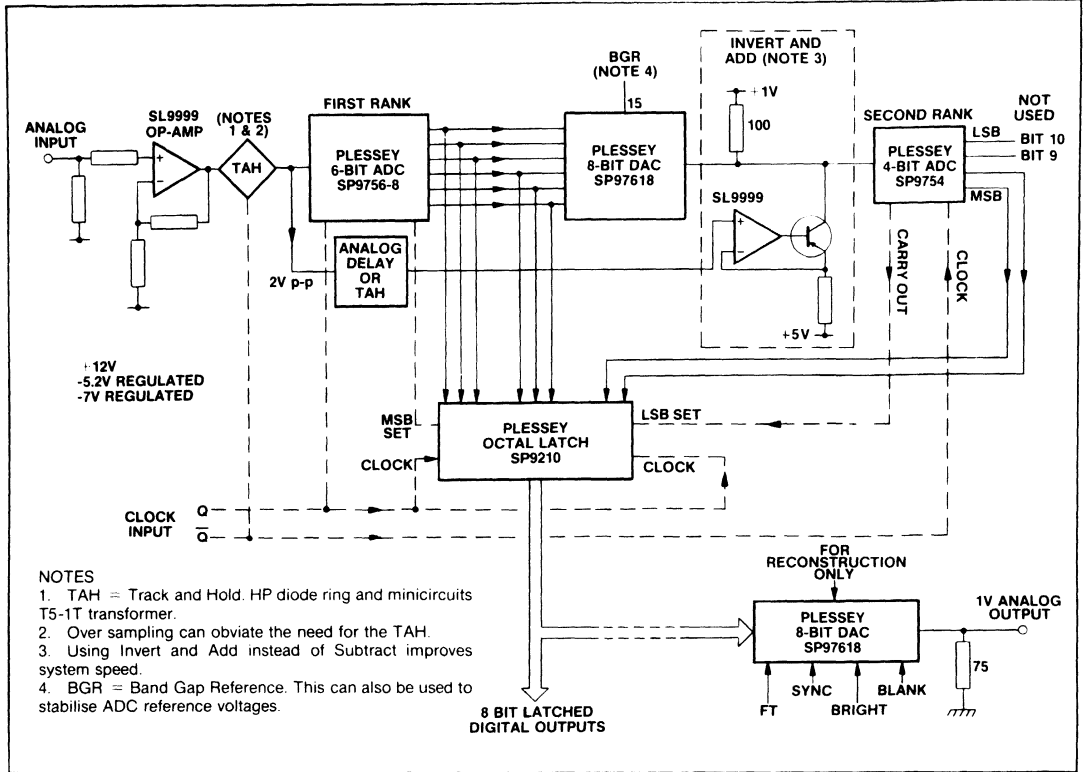 INVERT AND
ADD (NOTE 3)
BGR
(NOTE 4)
+1V
15
100
FIRST RANK
SL9999
OP-AMP
(NOTES
1 & 2)
ANALOG
INPUT
+
−
TAH
PLESSEY
6-BIT ADC
SP9756-8
PLESSEY
8-BIT DAC
SP97618
SECOND RANK
NOT
USED
PLESSEY
4-BIT ADC
SP9754
LSB
BIT 10
BIT 9
MSB
SL9999
+
−
ANALOG
DELAY
OR
TAH
2V p-p
+5V
CARRY OUT
CLOCK
+12V
-5.2V REGULATED
-7V REGULATED
MSB
SET
PLESSEY
OCTAL LATCH
SP9210
LSB SET
CLOCK
CLOCK
CLOCK
INPUT
Q
Q̅
NOTES
1. TAH = Track and Hold. HP diode ring and minicircuits
T5-1T transformer.
2. Over sampling can obviate the need for the TAH.
3. Using Invert and Add instead of Subtract improves
system speed.
4. BGR = Band Gap Reference. This can also be used to
stabilise ADC reference voltages.
FOR
RECONSTRUCTION
ONLY
PLESSEY
8-BIT DAC
SP97618
1V ANALOG
OUTPUT
75
FT
SYNC
BRIGHT
BLANK
8 BIT LATCHED
DIGITAL OUTPUTS